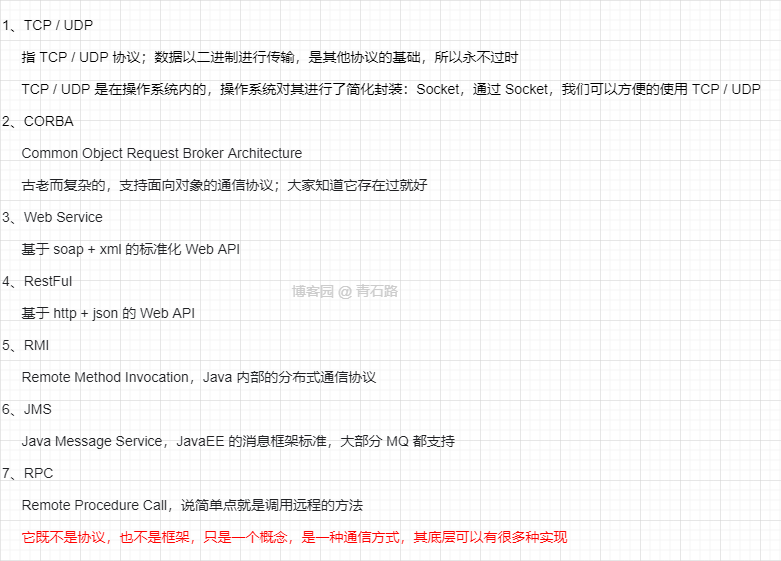 1、TCP / UDP
指 TCP / UDP 协议；数据以二进制进行传输，是其他协议的基础，所以永不过时
TCP / UDP 是在操作系统内的，操作系统对其进行了简化封装：Socket，通过 Socket，我们可以方便的使用 TCP / UDP
2、CORBA
Common Object Request Broker Architecture
古老而复杂的，支持面向对象的通信协议；大家知道它存在过就好
3、Web Service
基于 soap + xml 的标准化 Web API
4、RestFul
博客园 @ 青石路
基于 http + json 的 Web API
5、RMI
Remote Method Invocation，Java 内部的分布式通信协议
6、JMS
Java Message Service，JavaEE 的消息框架标准，大部分 MQ 都支持
7、RPC
Remote Procedure Call，说简单点就是调用远程的方法
它既不是协议，也不是框架，只是一个概念，是一种通信方式，其底层可以有很多种实现